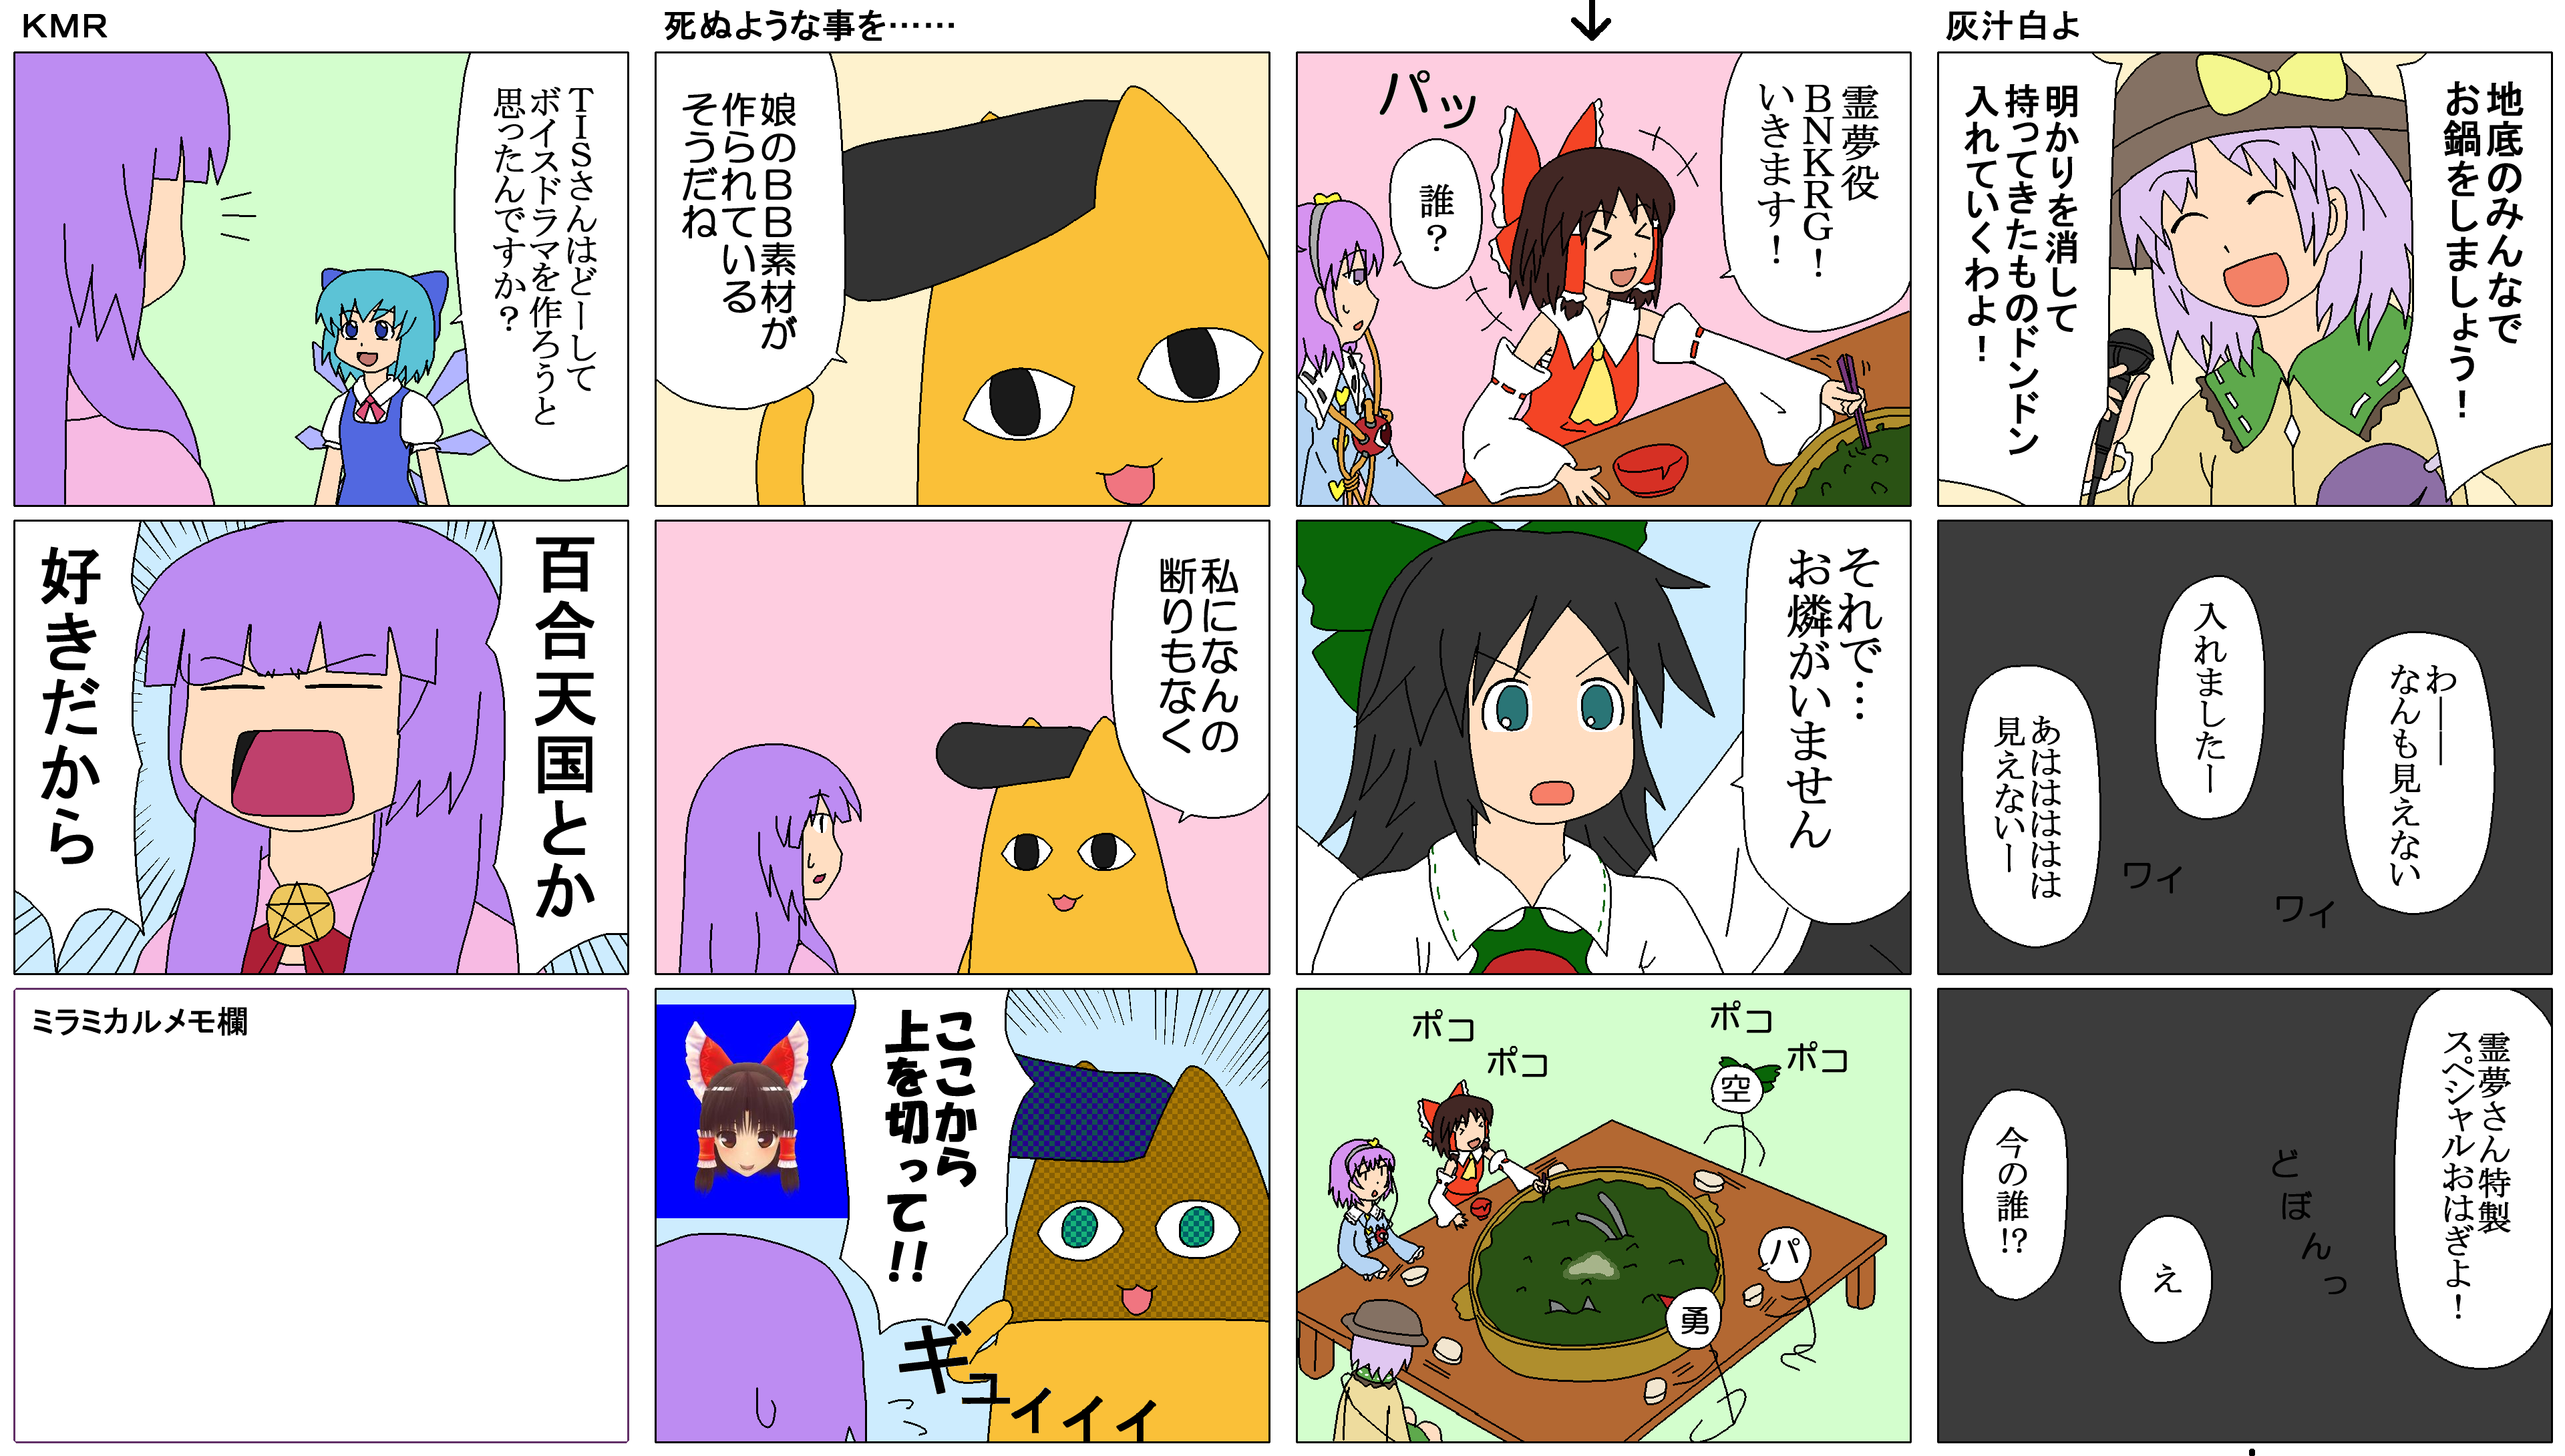 灰汁白よ
地底のみんなで
お鍋をしましょう！
明かりを消して
持ってきたものドンドン
入れていくわよ！
わ――
なんも見えない
入れましたー
あはははははは
見えないー
ワイ
ワイ
霊夢さん特製
スペシャルおはぎよ！
どぼんっ
え
今の誰!?
↓
霊夢役
ＢＮＫＲＧ！
いきます！
パッ
誰？
それで…
お燐がいません
ポコ
ポコ
ポコ
ポコ
空
パ
勇
死ぬような事を……
娘のＢＢ素材が
作られている
そうだね
私になんの
断りもなく
ここから
上を切って!!
ギュイイイ
ＫＭＲ
ＴＩＳさんはどーして
ボイスドラマを作ろうと
思ったんですか？
百合天国とか
好きだから
ミラミカルメモ欄